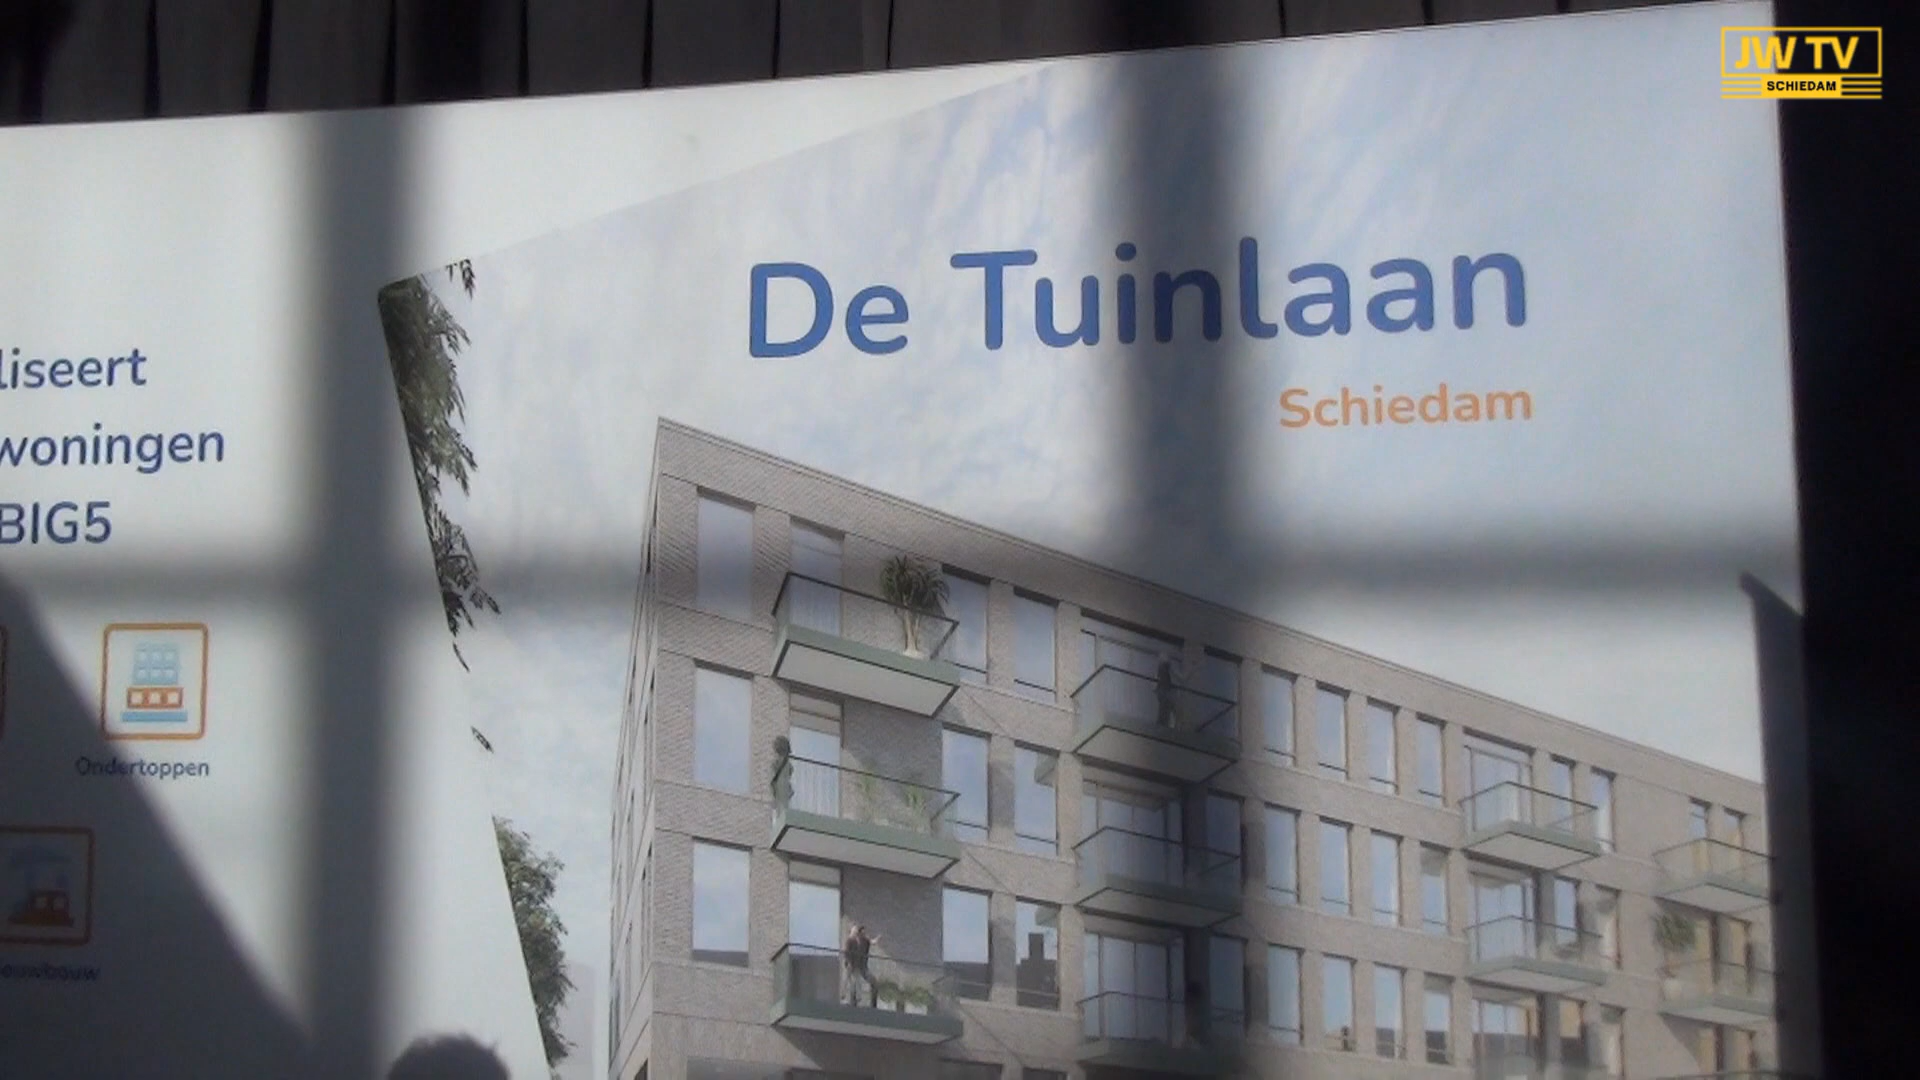 JW TV
SCHIEDAM
De Tuinlaan
Schiedam
liseert
woningen
BIG5
Ondertoppen